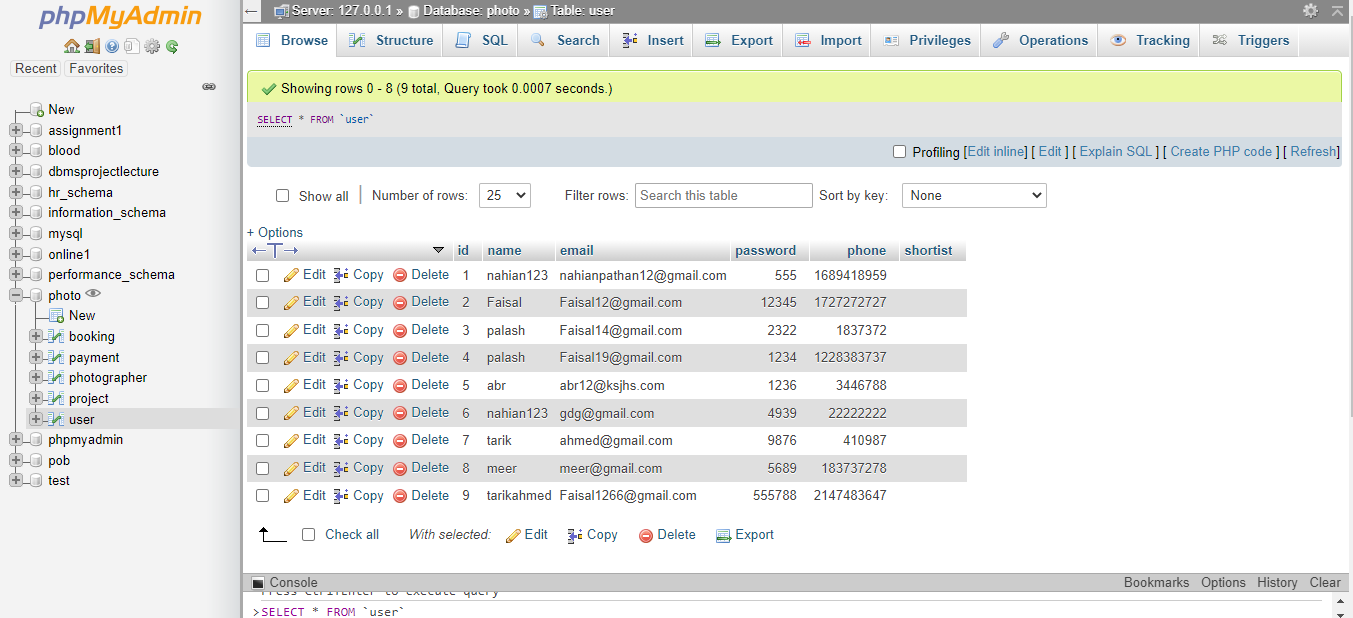 phpMyAdmin
Recent Favorites
New
assignment1
blood
dbmsprojectlecture
hr_schema
information_schema
mysql
online1
performance_schema
photo
New
booking
payment
photographer
project
user
phpmyadmin
pob
test
Server: 127.0.0.1 » Database: photo » Table: user
Browse Structure SQL Search Insert Export Import Privileges Operations Tracking Triggers
Showing rows 0 - 8 (9 total, Query took 0.0007 seconds.)
SELECT * FROM `user`
Profiling [Edit inline] [ Edit ] [ Explain SQL ] [ Create PHP code ] [ Refresh]
Show all Number of rows: 25 Filter rows: Search this table Sort by key: None
+ Options
←T→ id name email password phone shortist
Edit Copy Delete 1 nahian123 nahianpathan12@gmail.com 555 1689418959
Edit Copy Delete 2 Faisal Faisal12@gmail.com 12345 1727272727
Edit Copy Delete 3 palash Faisal14@gmail.com 2322 1837372
Edit Copy Delete 4 palash Faisal19@gmail.com 1234 1228383737
Edit Copy Delete 5 abr abr12@ksjhs.com 1236 3446788
Edit Copy Delete 6 nahian123 gdg@gmail.com 4939 22222222
Edit Copy Delete 7 tarik ahmed@gmail.com 9876 410987
Edit Copy Delete 8 meer meer@gmail.com 5689 183737278
Edit Copy Delete 9 tarikahmed Faisal1266@gmail.com 555788 2147483647
Check all With selected: Edit Copy Delete Export
Console Bookmarks Options History Clear
Press Ctrl+Enter to execute query
>SELECT * FROM `user`